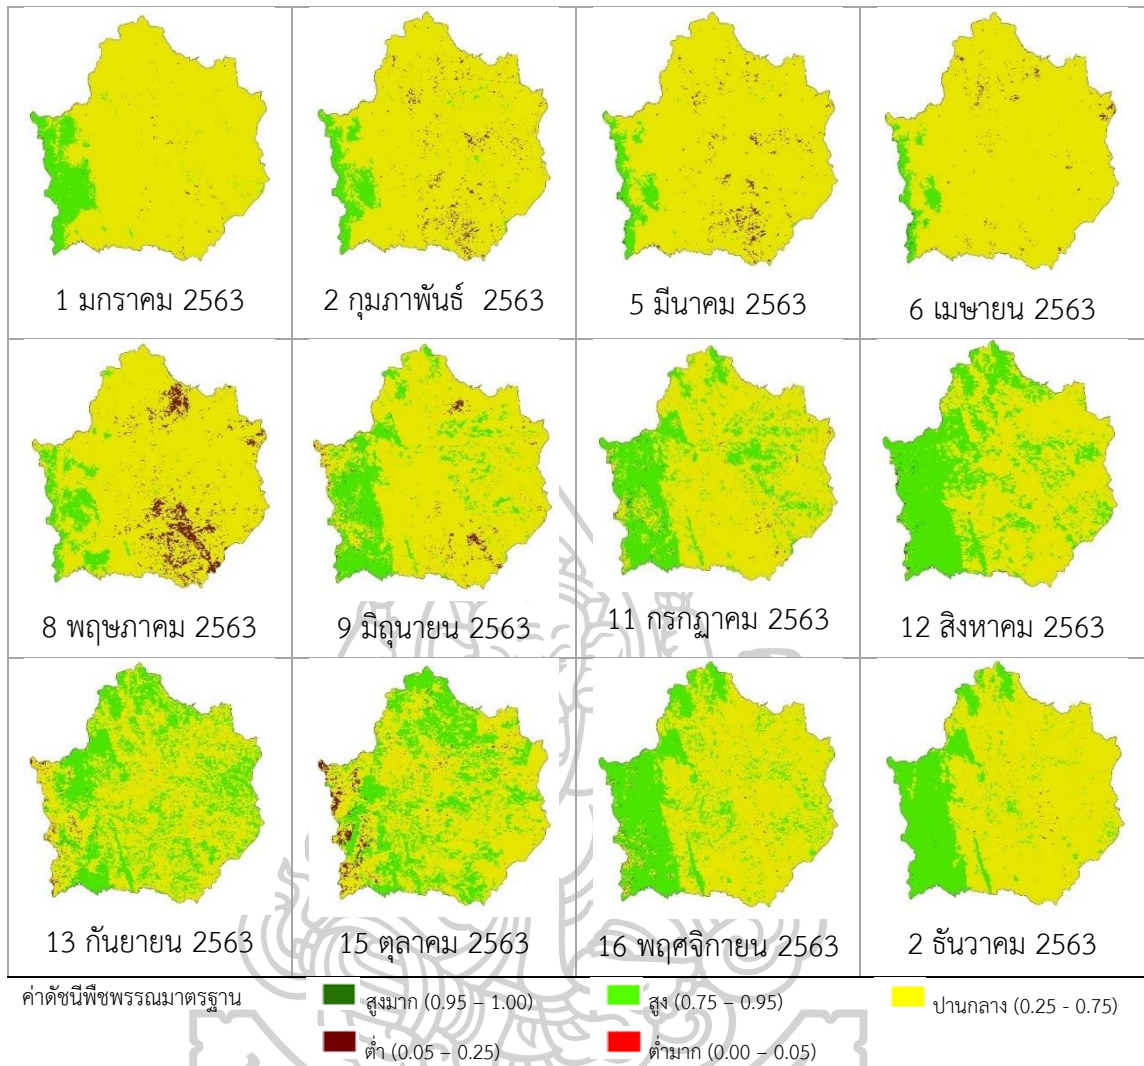 1 มกราคม 2563
2 กุมภาพันธ์ 2563
5 มีนาคม 2563
6 เมษายน 2563
8 พฤษภาคม 2563
9 มิถุนายน 2563
11 กรกฎาคม 2563
12 สิงหาคม 2563
13 กันยายน 2563
15 ตุลาคม 2563
16 พฤศจิกายน 2563
2 ธันวาคม 2563
ค่าดัชนีพืชพรรณมาตรฐาน
สูงมาก (0.95 – 1.00)
สูง (0.75 – 0.95)
ปานกลาง (0.25 - 0.75)
ต่ำ (0.05 – 0.25)
ต่ำมาก (0.00 – 0.05)